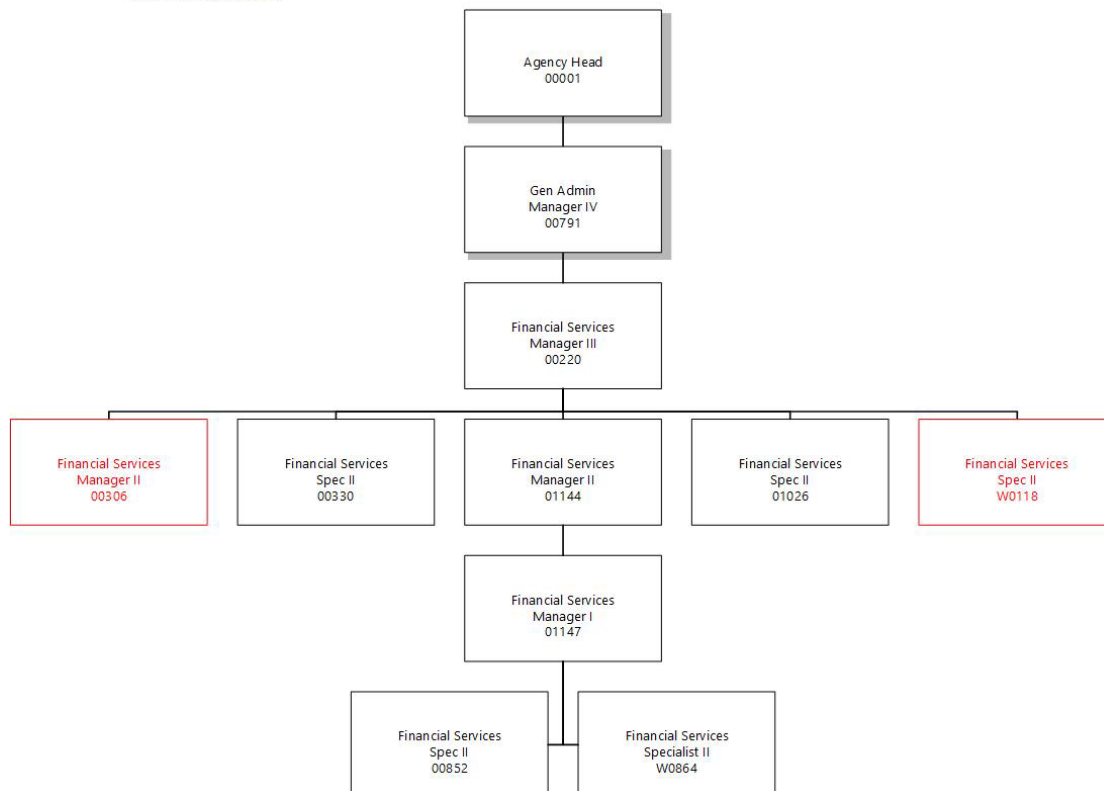 Agency Head
00001
Gen Admin
Manager IV
00791
Financial Services
Manager III
00220
Financial Services
Manager II
00306
Financial Services
Spec II
00330
Financial Services
Manager II
01144
Financial Services
Spec II
01026
Financial Services
Spec II
W0118
Financial Services
Manager I
01147
Financial Services
Spec II
00852
Financial Services
Specialist II
W0864